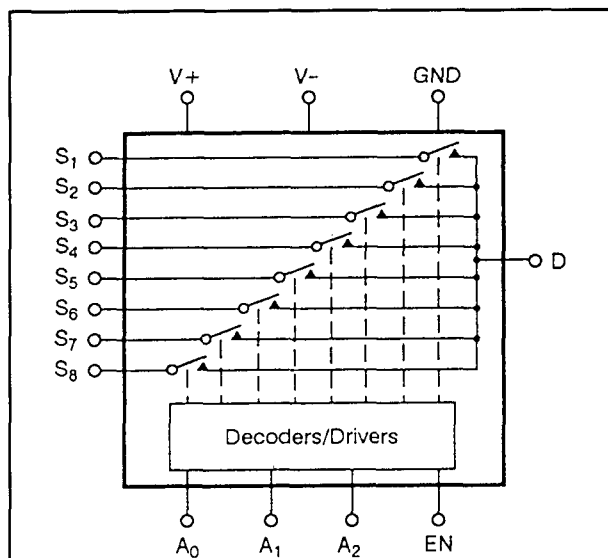 V+ V- GND
S1
S2
S3
S4
S5
S6
S7
S8
D
Decoders/Drivers
A0 A1 A2 EN